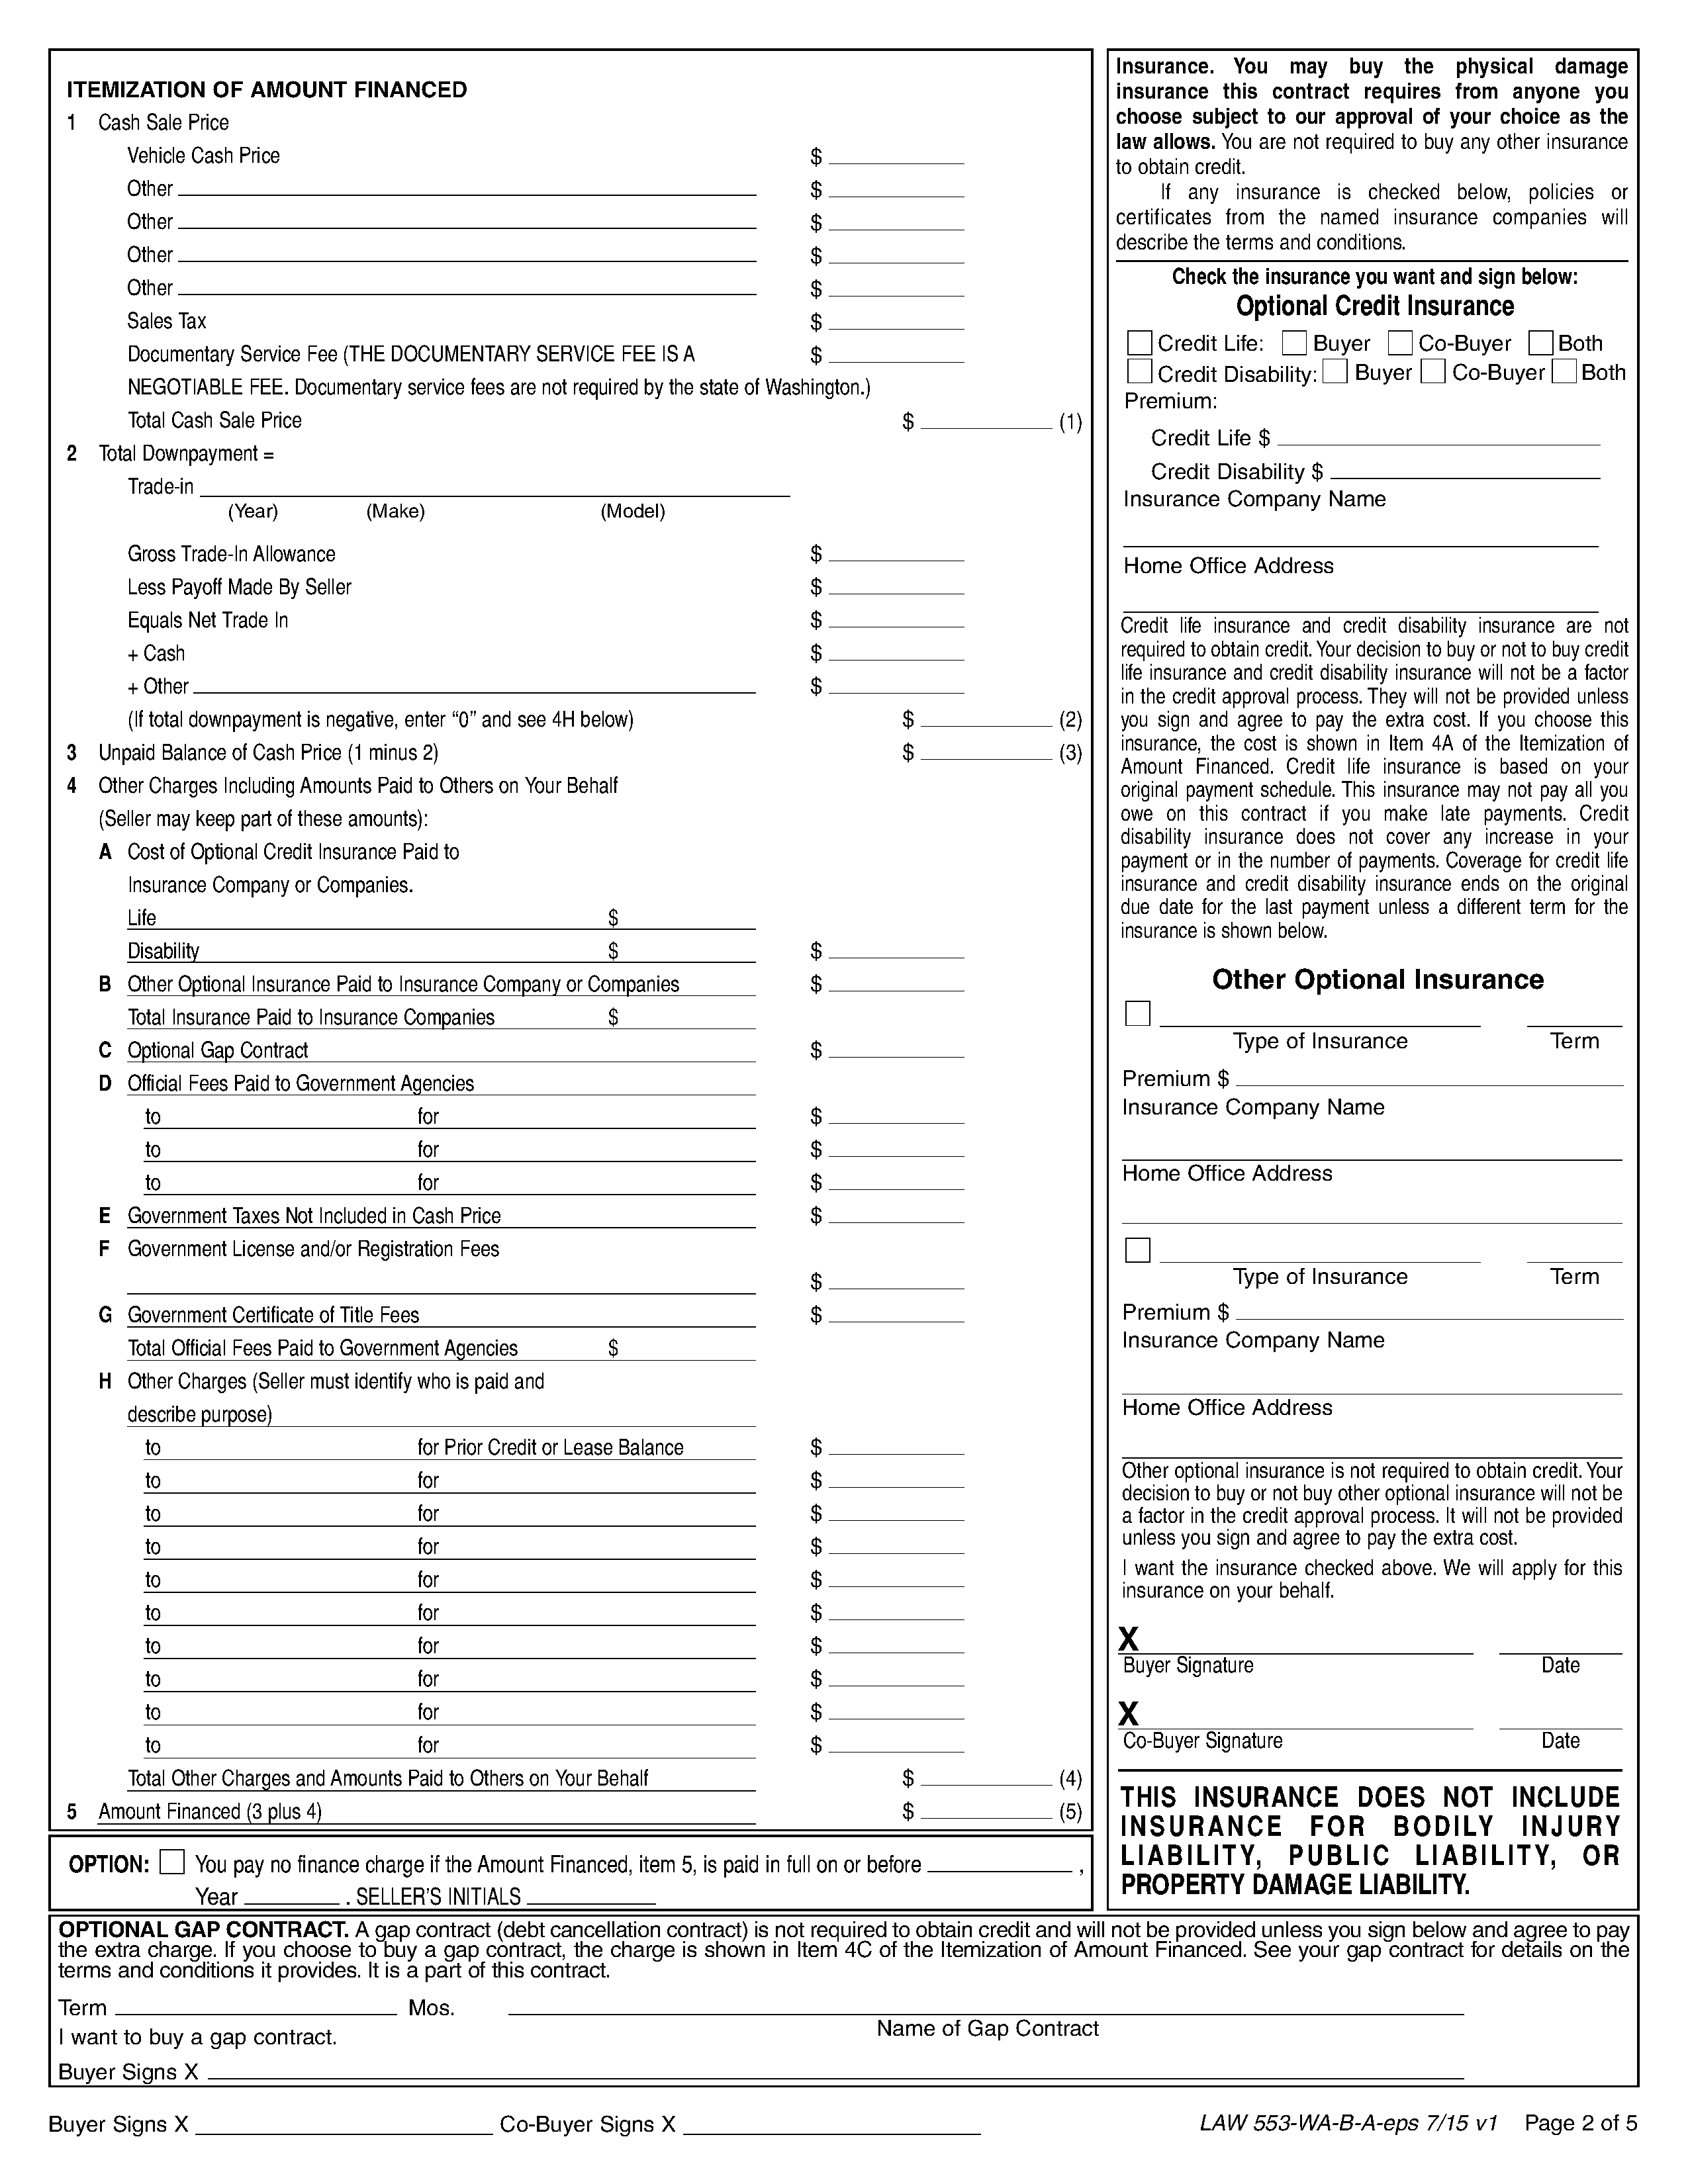 ITEMIZATION OF AMOUNT FINANCED
1 Cash Sale Price
Vehicle Cash Price $
Other $
Other $
Other $
Other $
Sales Tax $
Documentary Service Fee (THE DOCUMENTARY SERVICE FEE IS A $
NEGOTIABLE FEE. Documentary service fees are not required by the state of Washington.)
Total Cash Sale Price $ (1)
2 Total Downpayment =
Trade-in
(Year) (Make) (Model)
Gross Trade-In Allowance $
Less Payoff Made By Seller $
Equals Net Trade In $
+ Cash $
+ Other $
(If total downpayment is negative, enter “0” and see 4H below) $ (2)
3 Unpaid Balance of Cash Price (1 minus 2) $ (3)
4 Other Charges Including Amounts Paid to Others on Your Behalf
(Seller may keep part of these amounts):
A Cost of Optional Credit Insurance Paid to
Insurance Company or Companies.
Life $
Disability $ $
B Other Optional Insurance Paid to Insurance Company or Companies $
Total Insurance Paid to Insurance Companies $
C Optional Gap Contract $
D Official Fees Paid to Government Agencies
to for $
to for $
to for $
E Government Taxes Not Included in Cash Price $
F Government License and/or Registration Fees
$
G Government Certificate of Title Fees $
Total Official Fees Paid to Government Agencies $
H Other Charges (Seller must identify who is paid and
describe purpose)
to for Prior Credit or Lease Balance $
to for $
to for $
to for $
to for $
to for $
to for $
to for $
to for $
to for $
Total Other Charges and Amounts Paid to Others on Your Behalf $ (4)
5 Amount Financed (3 plus 4) $ (5)
OPTION: You pay no finance charge if the Amount Financed, item 5, is paid in full on or before ,
Year . SELLER’S INITIALS
Insurance. You may buy the physical damage
insurance this contract requires from anyone you
choose subject to our approval of your choice as the
law allows. You are not required to buy any other insurance
to obtain credit.
If any insurance is checked below, policies or
certificates from the named insurance companies will
describe the terms and conditions.
Check the insurance you want and sign below:
Optional Credit Insurance
Credit Life: Buyer Co-Buyer Both
Credit Disability: Buyer Co-Buyer Both
Premium:
Credit Life $
Credit Disability $
Insurance Company Name
Home Office Address
Credit life insurance and credit disability insurance are not
required to obtain credit. Your decision to buy or not to buy credit
life insurance and credit disability insurance will not be a factor
in the credit approval process. They will not be provided unless
you sign and agree to pay the extra cost. If you choose this
insurance, the cost is shown in Item 4A of the Itemization of
Amount Financed. Credit life insurance is based on your
original payment schedule. This insurance may not pay all you
owe on this contract if you make late payments. Credit
disability insurance does not cover any increase in your
payment or in the number of payments. Coverage for credit life
insurance and credit disability insurance ends on the original
due date for the last payment unless a different term for the
insurance is shown below.
Other Optional Insurance
Type of Insurance Term
Premium $
Insurance Company Name
Home Office Address
Type of Insurance Term
Premium $
Insurance Company Name
Home Office Address
Other optional insurance is not required to obtain credit. Your
decision to buy or not buy other optional insurance will not be
a factor in the credit approval process. It will not be provided
unless you sign and agree to pay the extra cost.
I want the insurance checked above. We will apply for this
insurance on your behalf.
X
Buyer Signature Date
X
Co-Buyer Signature Date
THIS INSURANCE DOES NOT INCLUDE
INSURANCE FOR BODILY INJURY
LIABILITY, PUBLIC LIABILITY, OR
PROPERTY DAMAGE LIABILITY.
OPTIONAL GAP CONTRACT. A gap contract (debt cancellation contract) is not required to obtain credit and will not be provided unless you sign below and agree to pay
the extra charge. If you choose to buy a gap contract, the charge is shown in Item 4C of the Itemization of Amount Financed. See your gap contract for details on the
terms and conditions it provides. It is a part of this contract.
Term Mos.
Name of Gap Contract
I want to buy a gap contract.
Buyer Signs X
Buyer Signs X Co-Buyer Signs X LAW 553-WA-B-A-eps 7/15 v1 Page 2 of 5